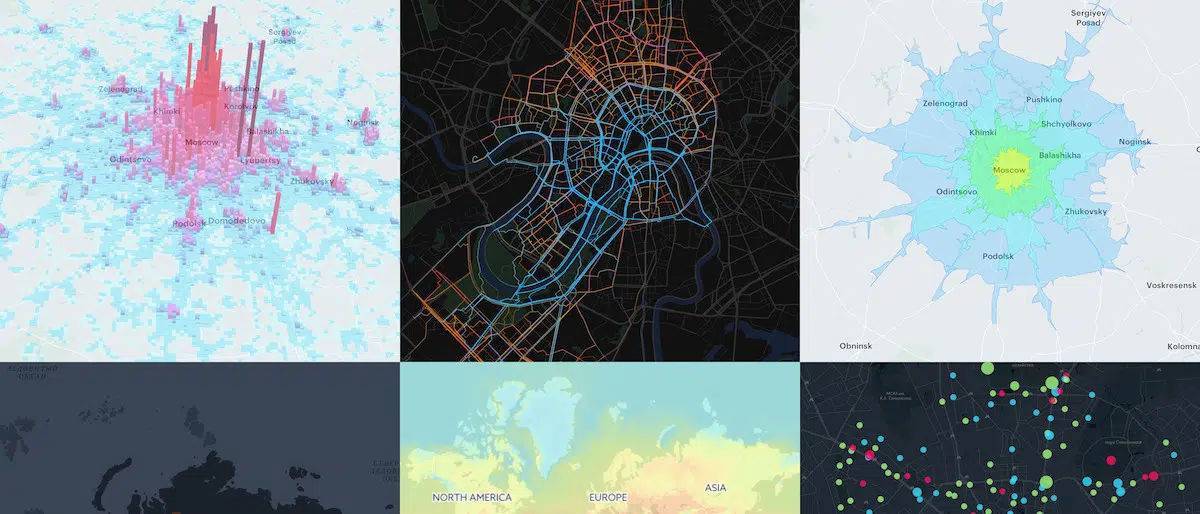 Sergiyev
Posad
Zelenograd
Pushkino
Khimki
Korolyov
Noginsk
Balashikha
Moscow
Odintsovo
Lyubertsy
Zhukovsky
Podolsk
Domodedovo
Sergiyev
Posad
Zelenograd
Pushkino
Shchyolkovo
Khimki
Noginsk
Balashikha
Moscow
Odintsovo
Zhukovsky
Podolsk
Voskresensk
Obninsk
Kolomna
NORTH AMERICA
EUROPE
ASIA